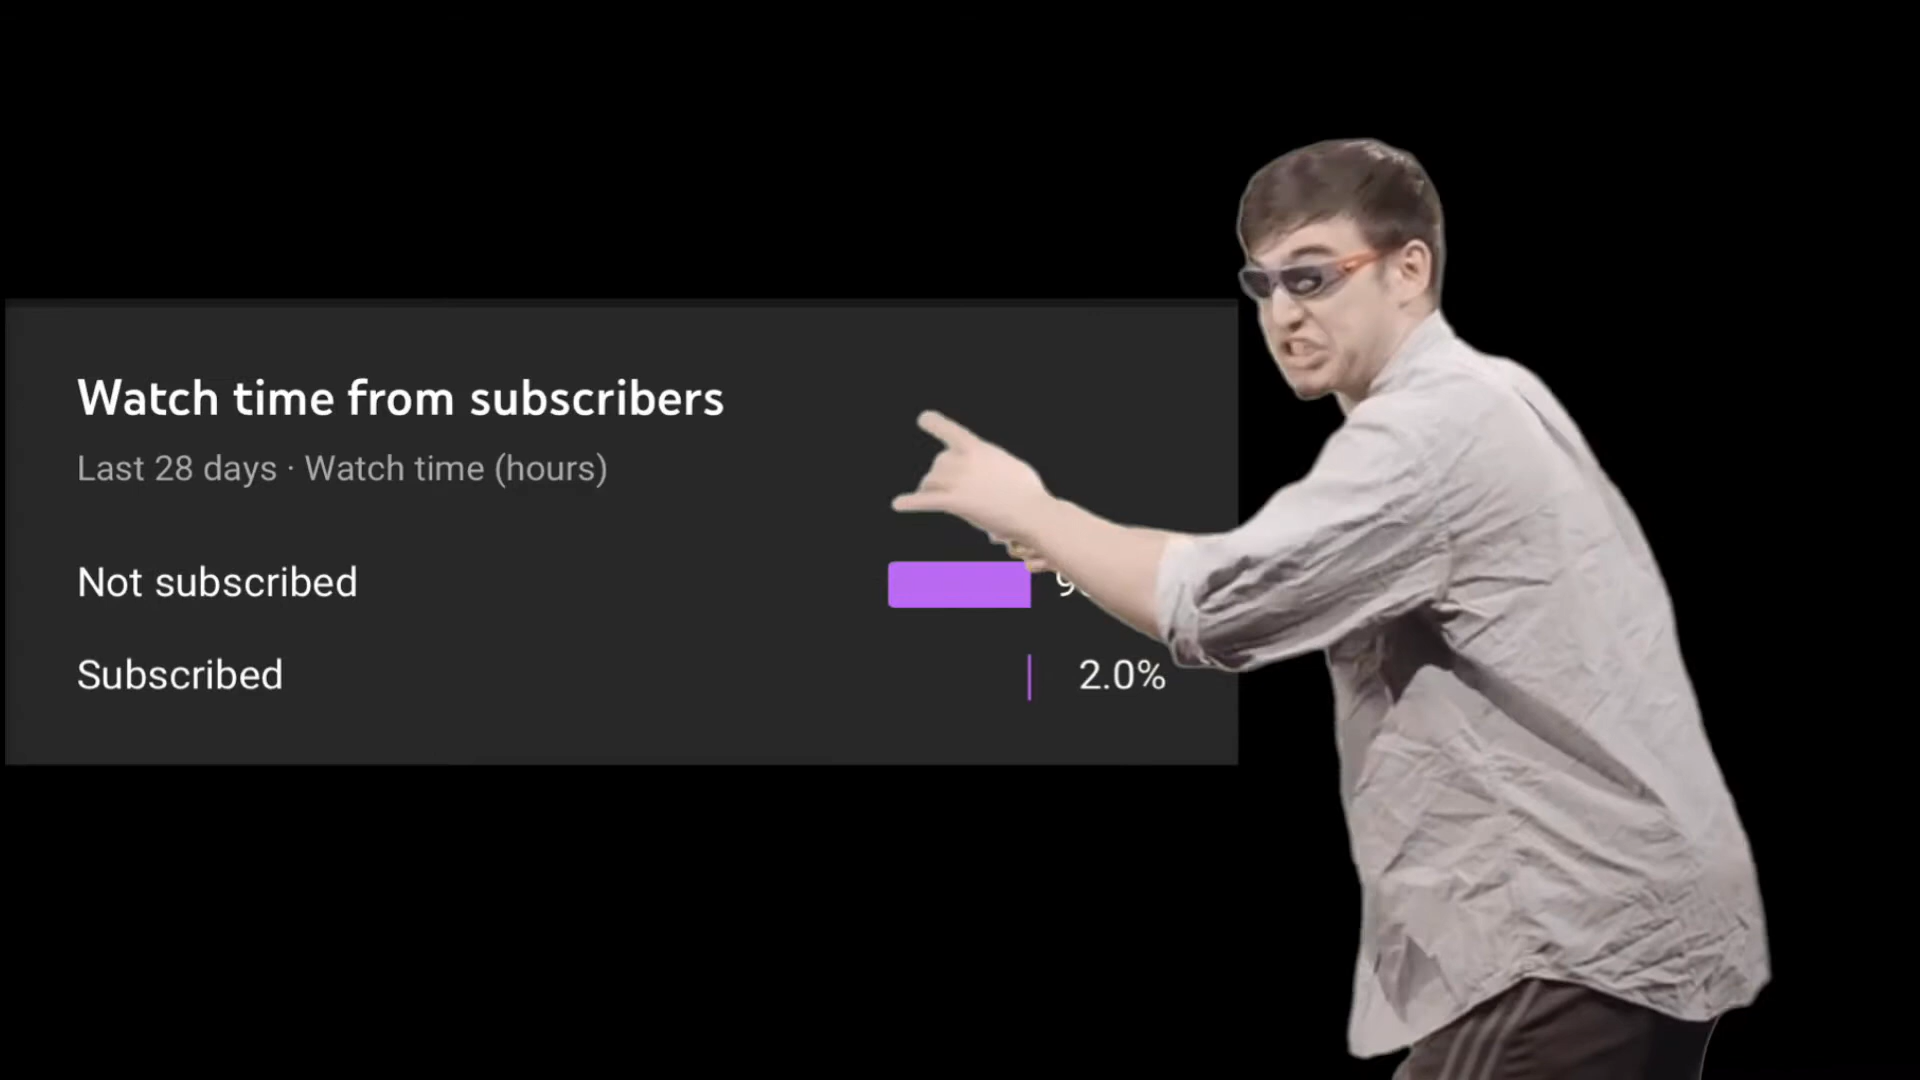 Watch time from subscribers
Last 28 days · Watch time (hours)
Not subscribed
Subscribed
2.0%